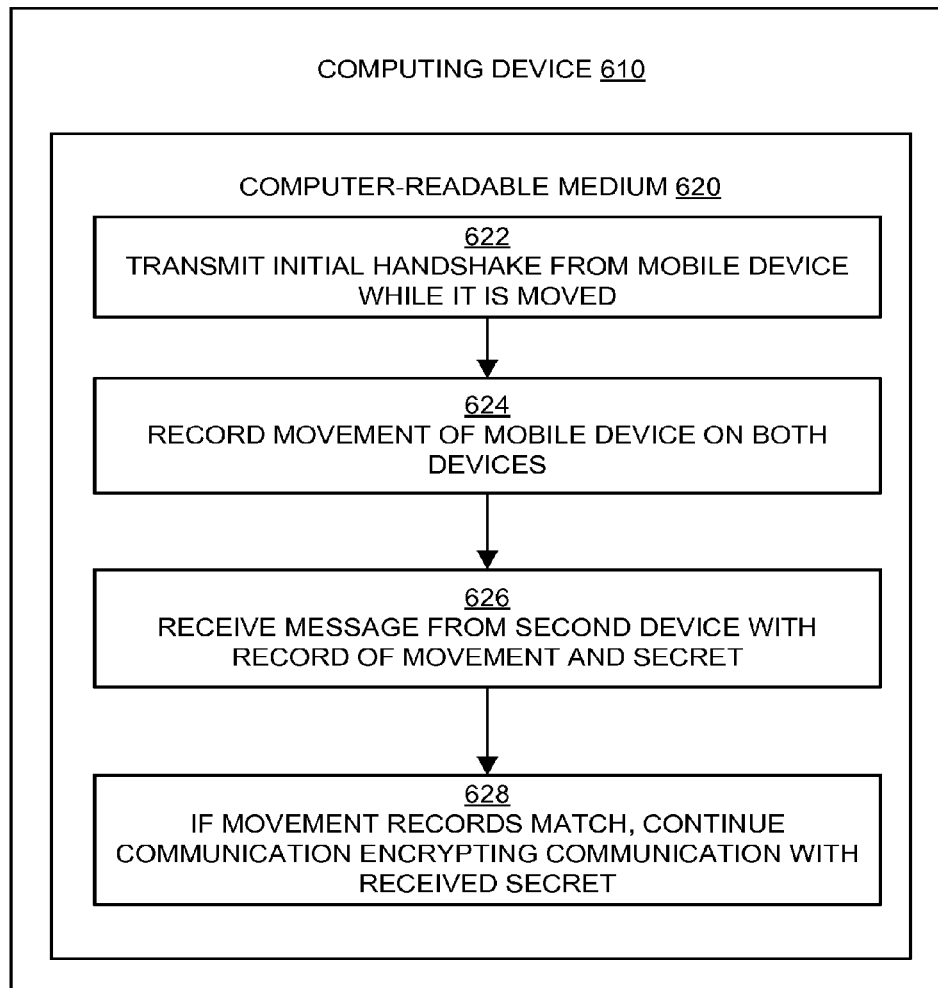 COMPUTING DEVICE 610
COMPUTER-READABLE MEDIUM 620
622
TRANSMIT INITIAL HANDSHAKE FROM MOBILE DEVICE
WHILE IT IS MOVED
624
RECORD MOVEMENT OF MOBILE DEVICE ON BOTH
DEVICES
626
RECEIVE MESSAGE FROM SECOND DEVICE WITH
RECORD OF MOVEMENT AND SECRET
628
IF MOVEMENT RECORDS MATCH, CONTINUE
COMMUNICATION ENCRYPTING COMMUNICATION WITH
RECEIVED SECRET